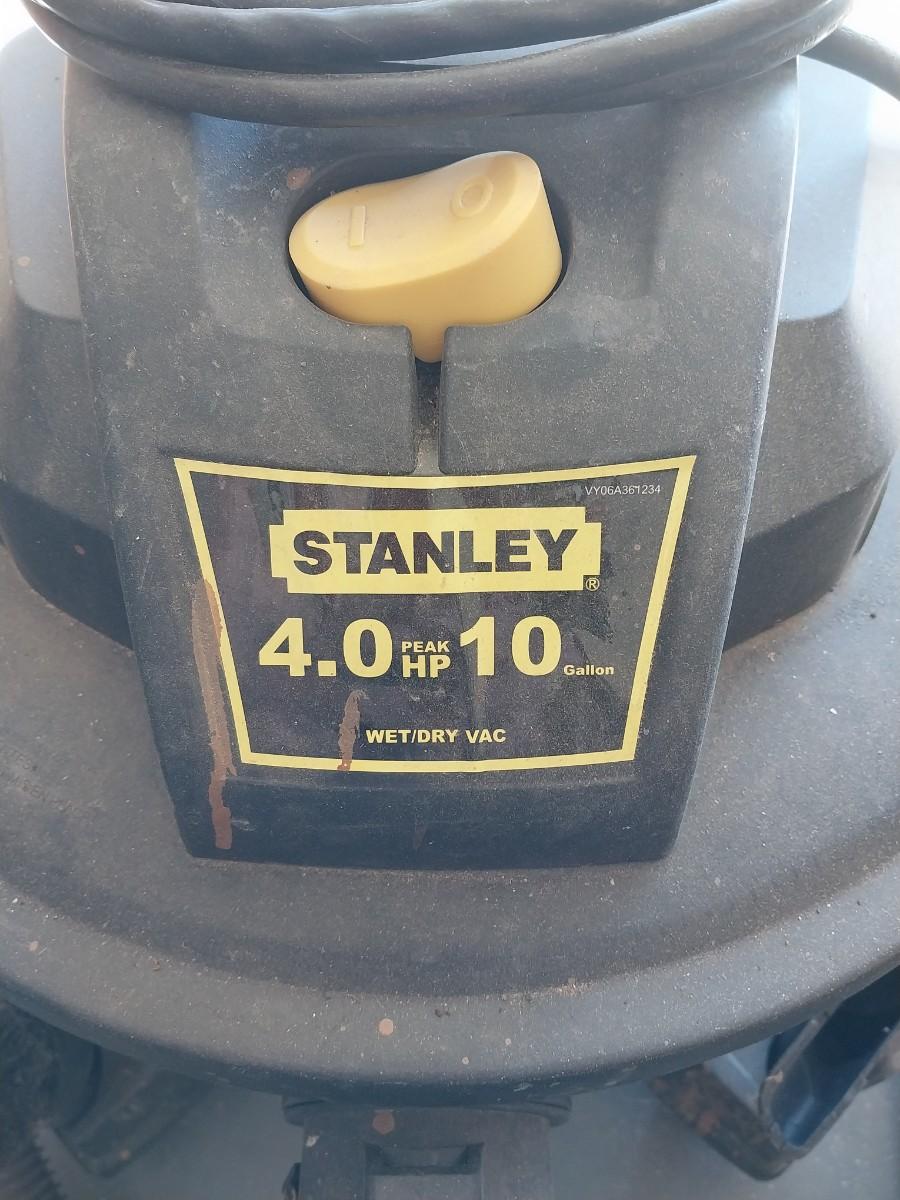 I O
VY06A361234
STANLEY®
4.0 PEAK HP 10 Gallon
WET/DRY VAC